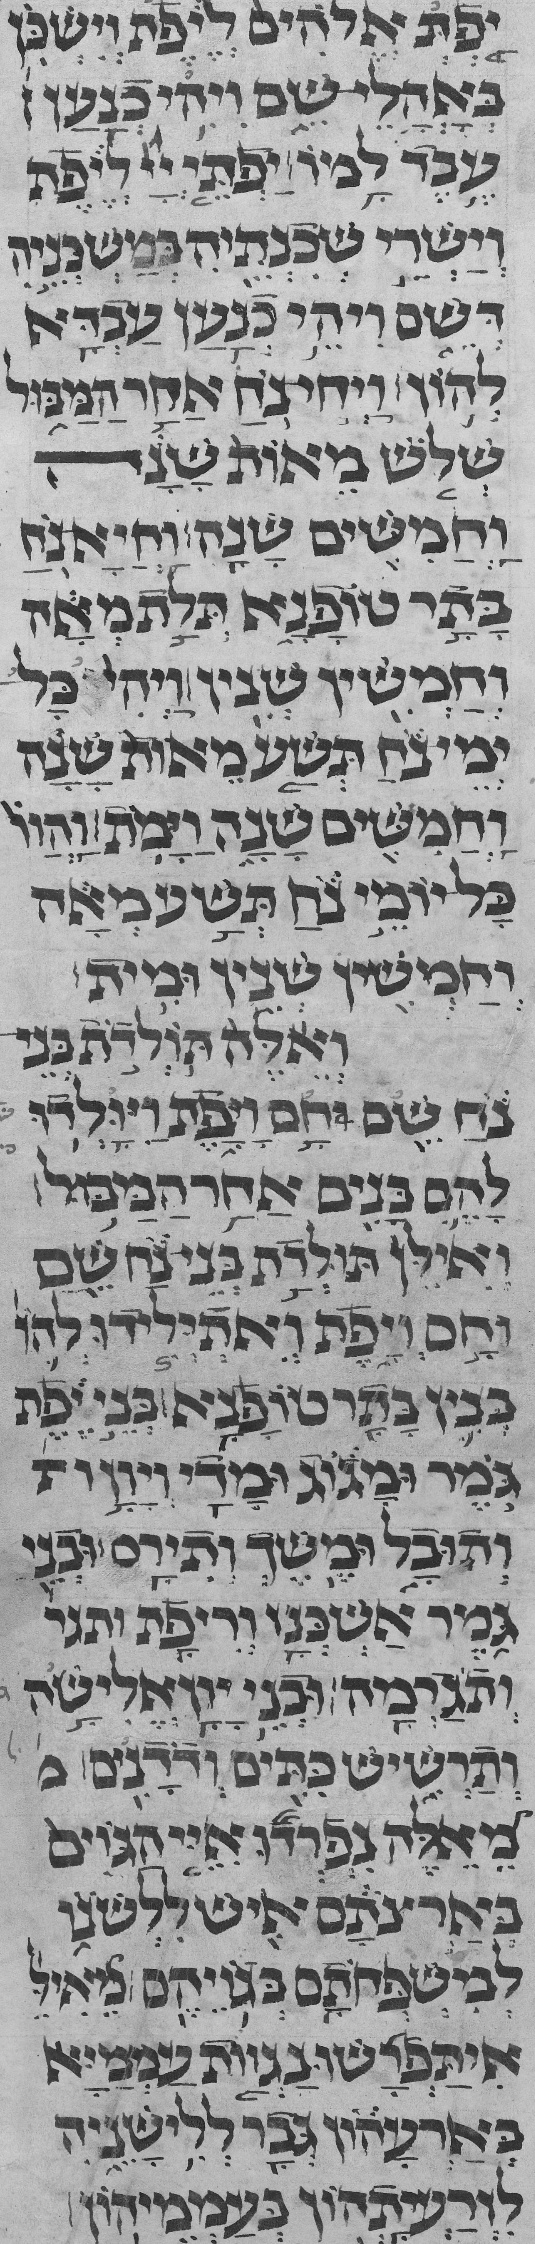 יפת אלהים ליפת וישכן
באהלי שם ויהי כנען
עבד למו יפתי ייי ליפת
וישרי שכנתיה במשכניה
דשם ויהי כנען עבדא
להון ויחי נח אחר המבול
שלש מאות שנה
וחמשים שנה וחיא נח
בתר טופנא תלת מאה
וחמשין שנין ויהי כל
ימי נח תשע מאות שנה
וחמשים שנה וימת והוו
כל יומי נח תשע מאה
וחמשין שנין ומית
ואלה תולדת בני
נח שם חם ויפת ויולדו
להם בנים אחר המבול
ואילין תולדת בני נח שם
וחם ויפת ואתילידו להון
בנין בתר טופנא בני יפת
גמר ומגוג ומדי ויון ות
ותובל ומשך ותירס ובני
גמר אשכנז וריפת ותגר
ותגרמה ובני יון אלישה
ותרשיש כתים ודדנים מ
מאלה נפרדו איי הגוים
בארצתם איש ללשנו
למשפחתם בגויהם מאיל
איתפרשו נגות עממיא
בארעהון גבר ללישניה
לזרעיתהון בעממיהון